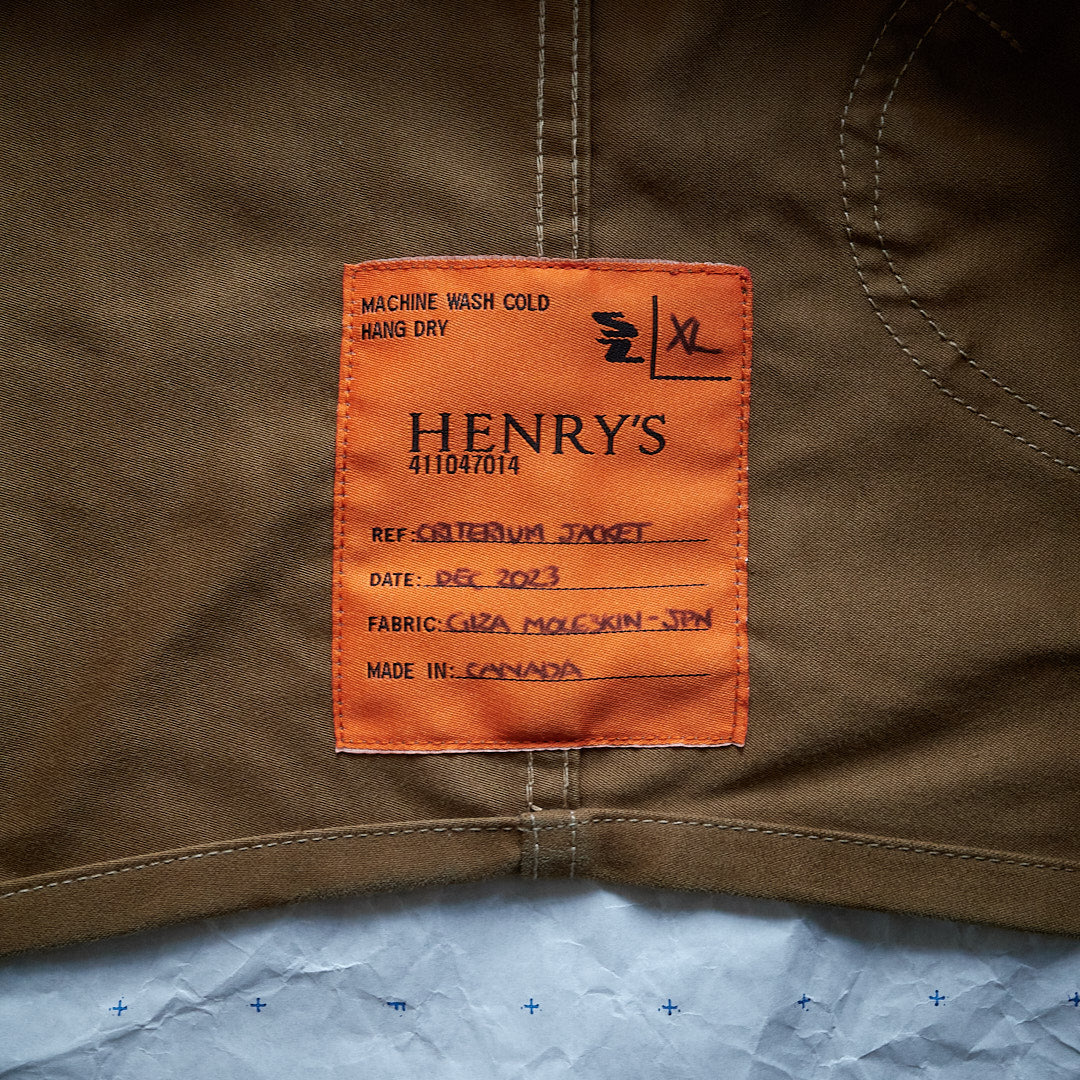 MACHINE WASH COLD
HANG DRY
XL
HENRY'S
411047014
REF: CRITERIUM JACKET
DATE: DEC 2023
FABRIC: GIZA MOLESKIN-JPN
MADE IN: CANADA